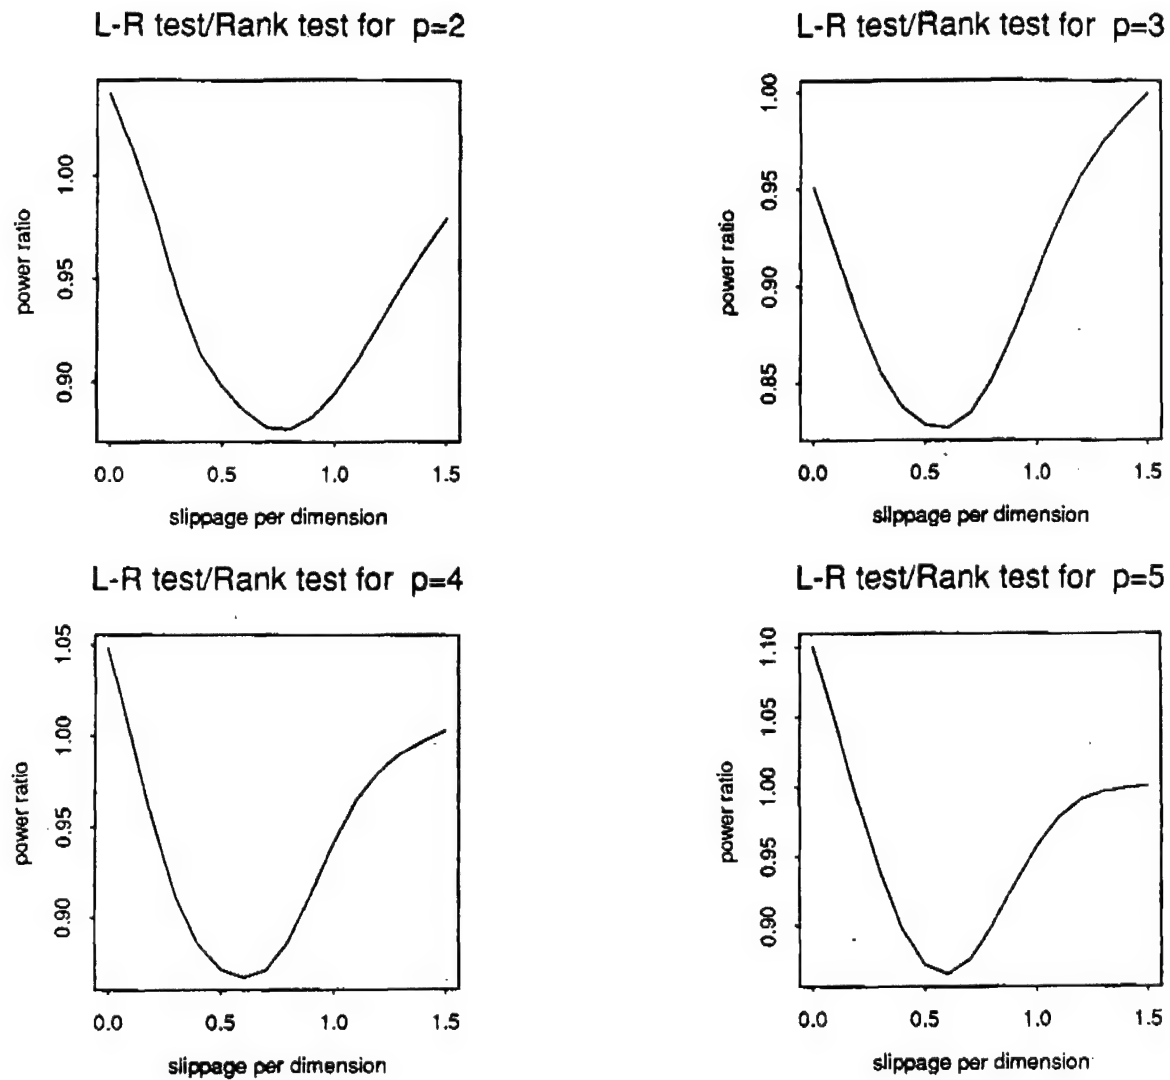 L-R test/Rank test for p=2
power ratio
1.00
0.95
0.90
0.0 0.5 1.0 1.5
slippage per dimension
L-R test/Rank test for p=3
power ratio
1.00
0.95
0.90
0.85
0.0 0.5 1.0 1.5
slippage per dimension
L-R test/Rank test for p=4
power ratio
1.05
1.00
0.95
0.90
0.0 0.5 1.0 1.5
slippage per dimension
L-R test/Rank test for p=5
power ratio
1.10
1.05
1.00
0.95
0.90
0.0 0.5 1.0 1.5
slippage per dimension